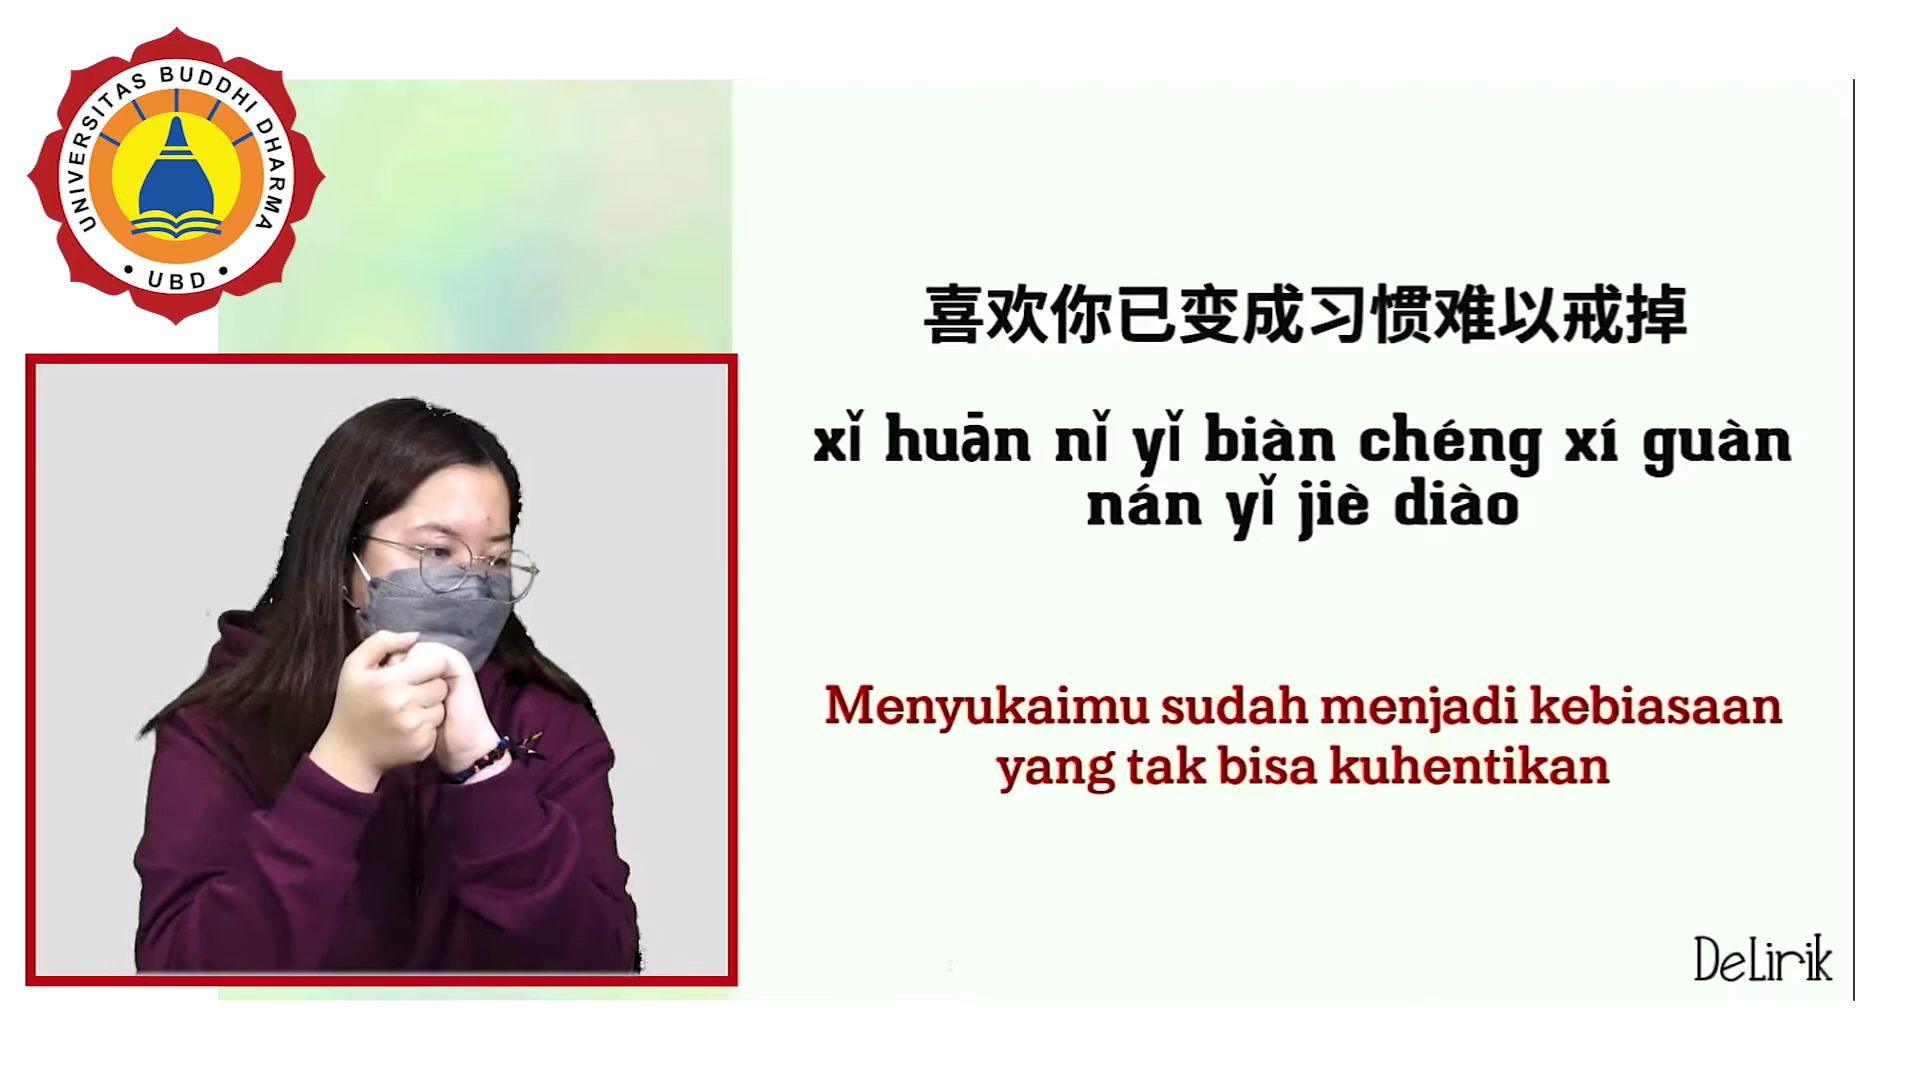 UNIVERSITAS BUDDHI DHARMA
• UBD •
喜欢你已变成习惯难以戒掉
xǐ huān nǐ yǐ biàn chéng xí guàn
nán yǐ jiè diào
Menyukaimu sudah menjadi kebiasaan
yang tak bisa kuhentikan
DeLirik